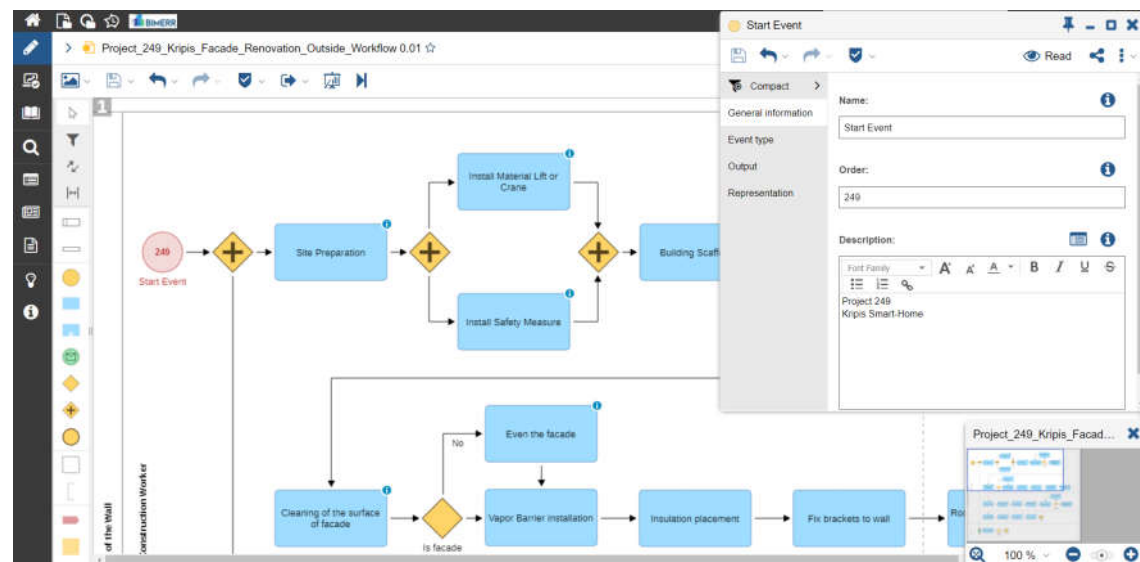 BIMERR
Project_249_Kripis_Facade_Renovation_Outside_Workflow 0.01
1
249
Start Event
Site Preparation
Install Material Lift or
Crane
Install Safety Measure
Building Scaff
No
Even the facade
Cleaning of the surface
of facade
Is facade
Vapor Barrier Installation
Insulation placement
Fix brackets to wall
of the Wall
Construction Worker
Start Event
Read
Compact
General information
Event type
Output
Representation
Name:
Start Event
Order:
249
Description:
Font Family
A A A B I U S
Project 249
Kripis Smart-Home
Project_249_Kripis_Facad...
100 %